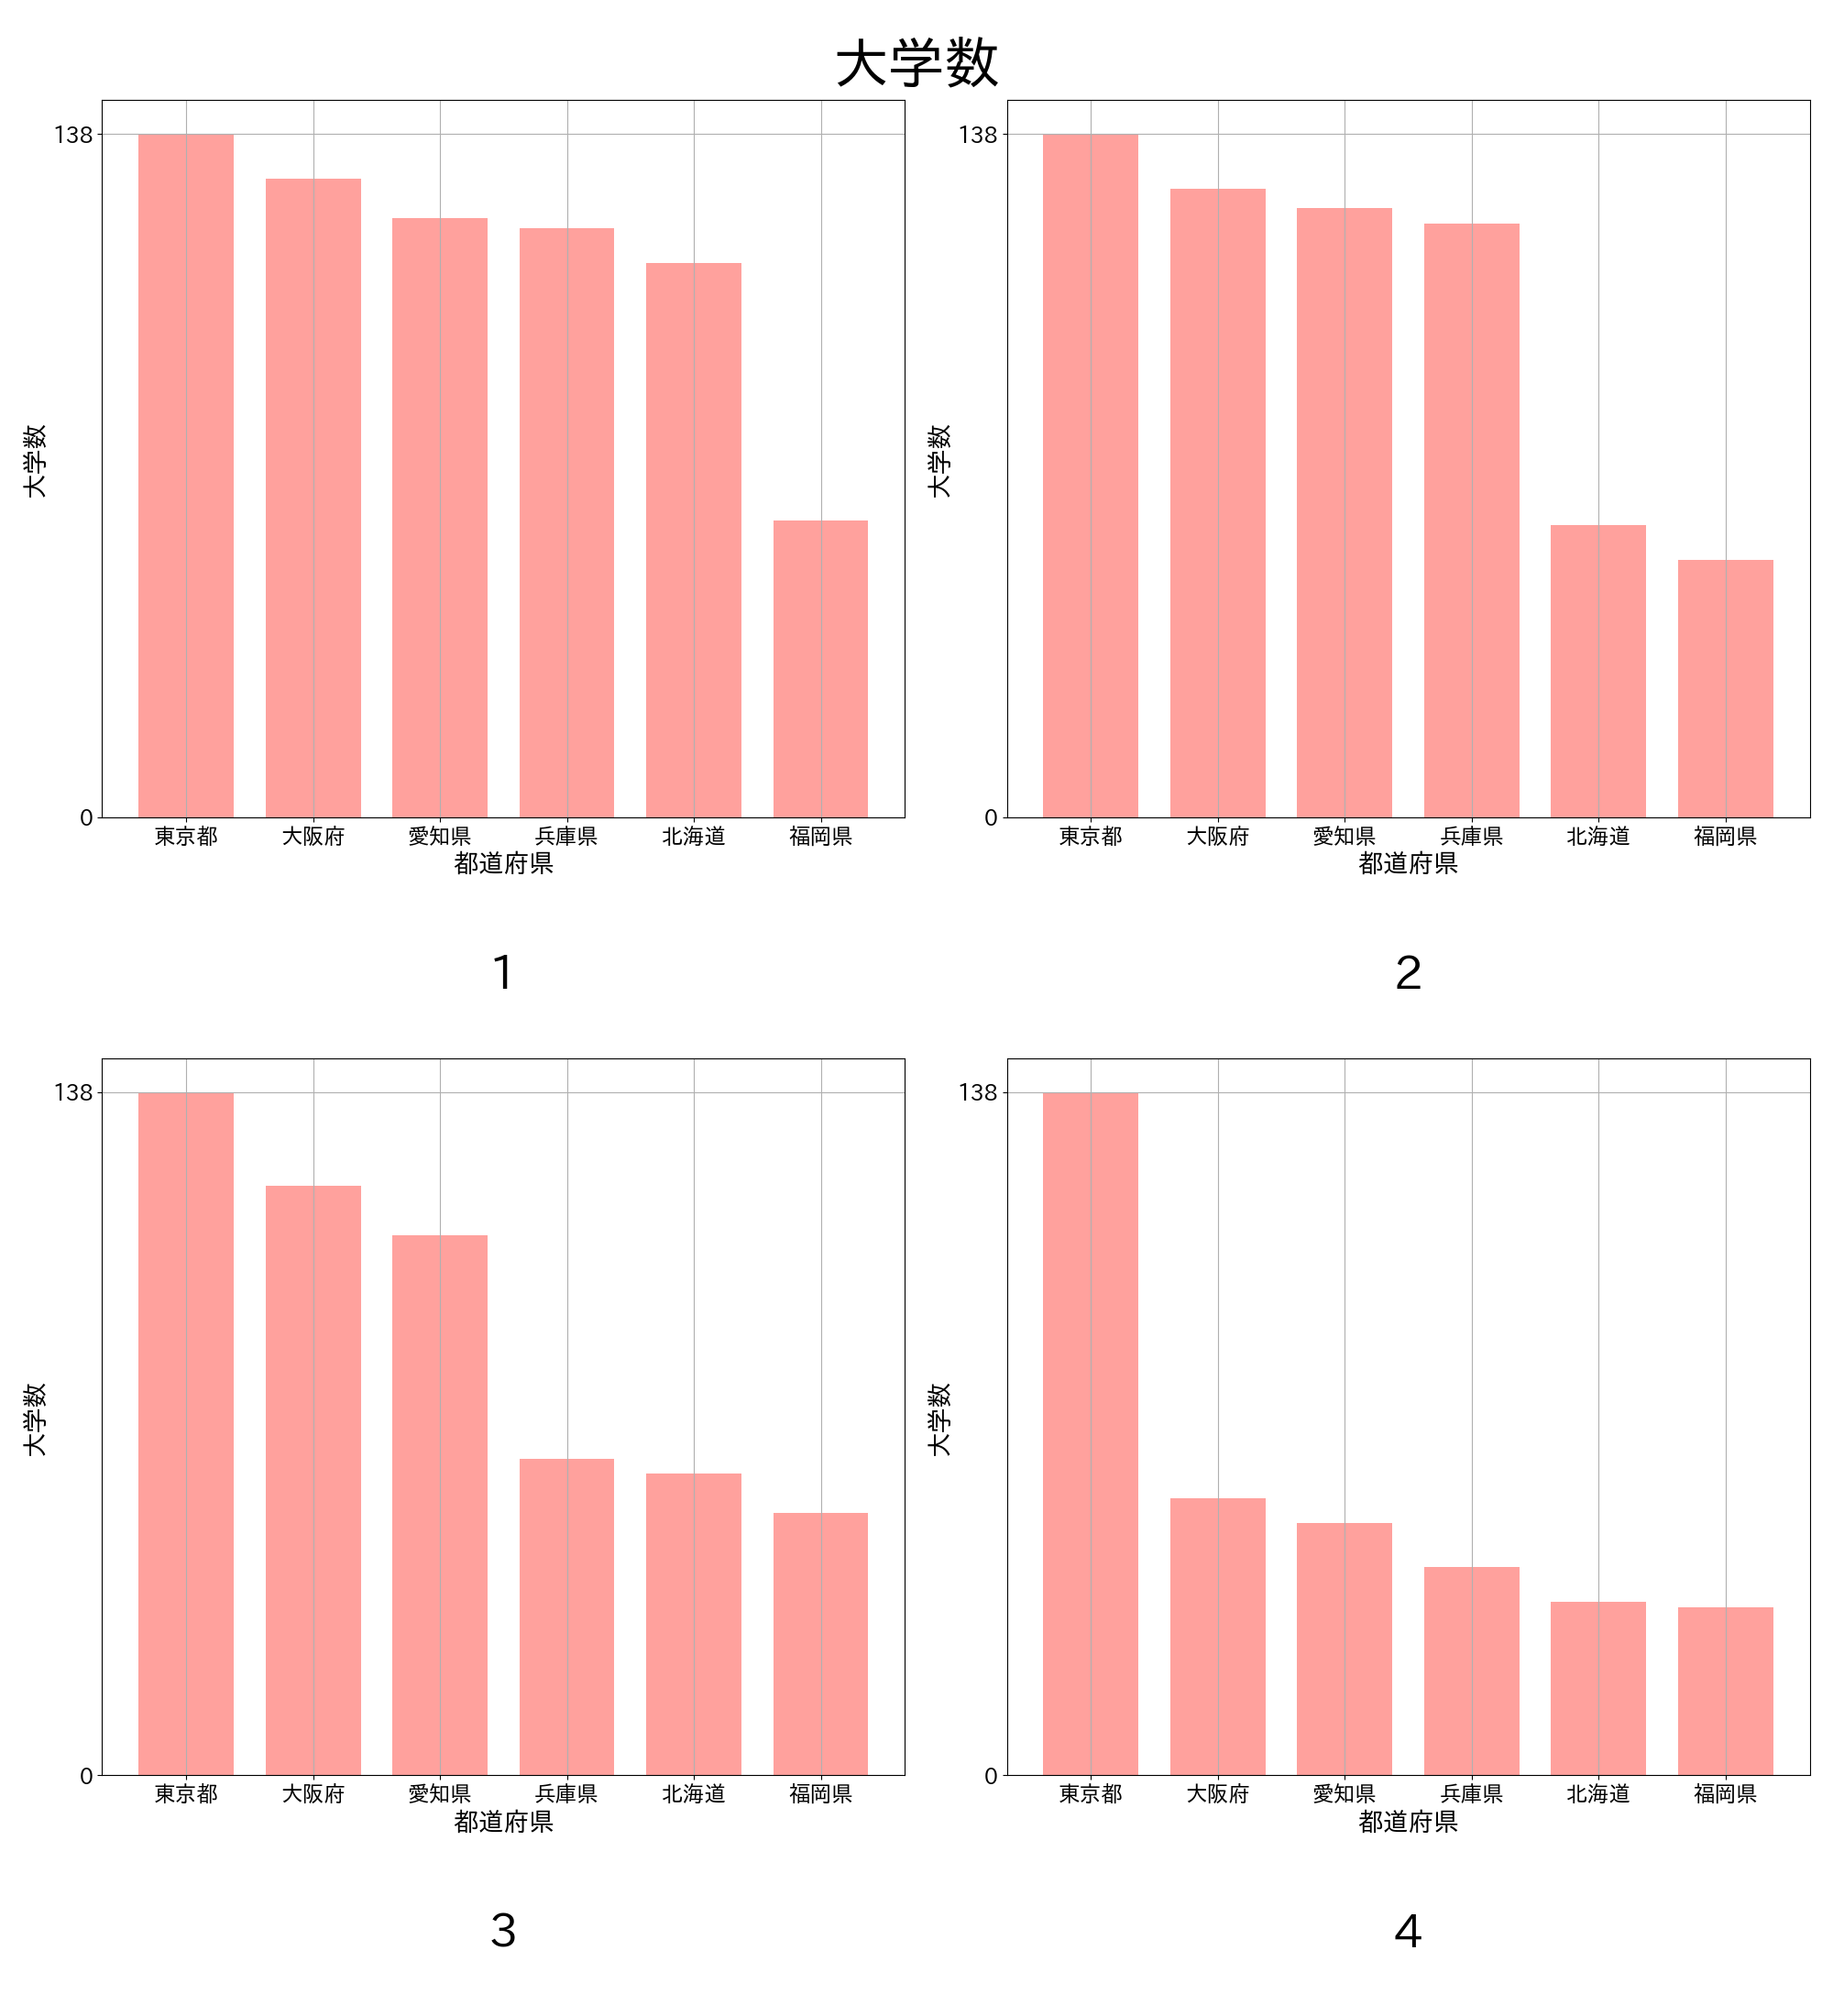 大学数
138
0
大学数
東京都 大阪府 愛知県 兵庫県 北海道 福岡県
都道府県
1
138
0
大学数
東京都 大阪府 愛知県 兵庫県 北海道 福岡県
都道府県
2
138
0
大学数
東京都 大阪府 愛知県 兵庫県 北海道 福岡県
都道府県
3
138
0
大学数
東京都 大阪府 愛知県 兵庫県 北海道 福岡県
都道府県
4